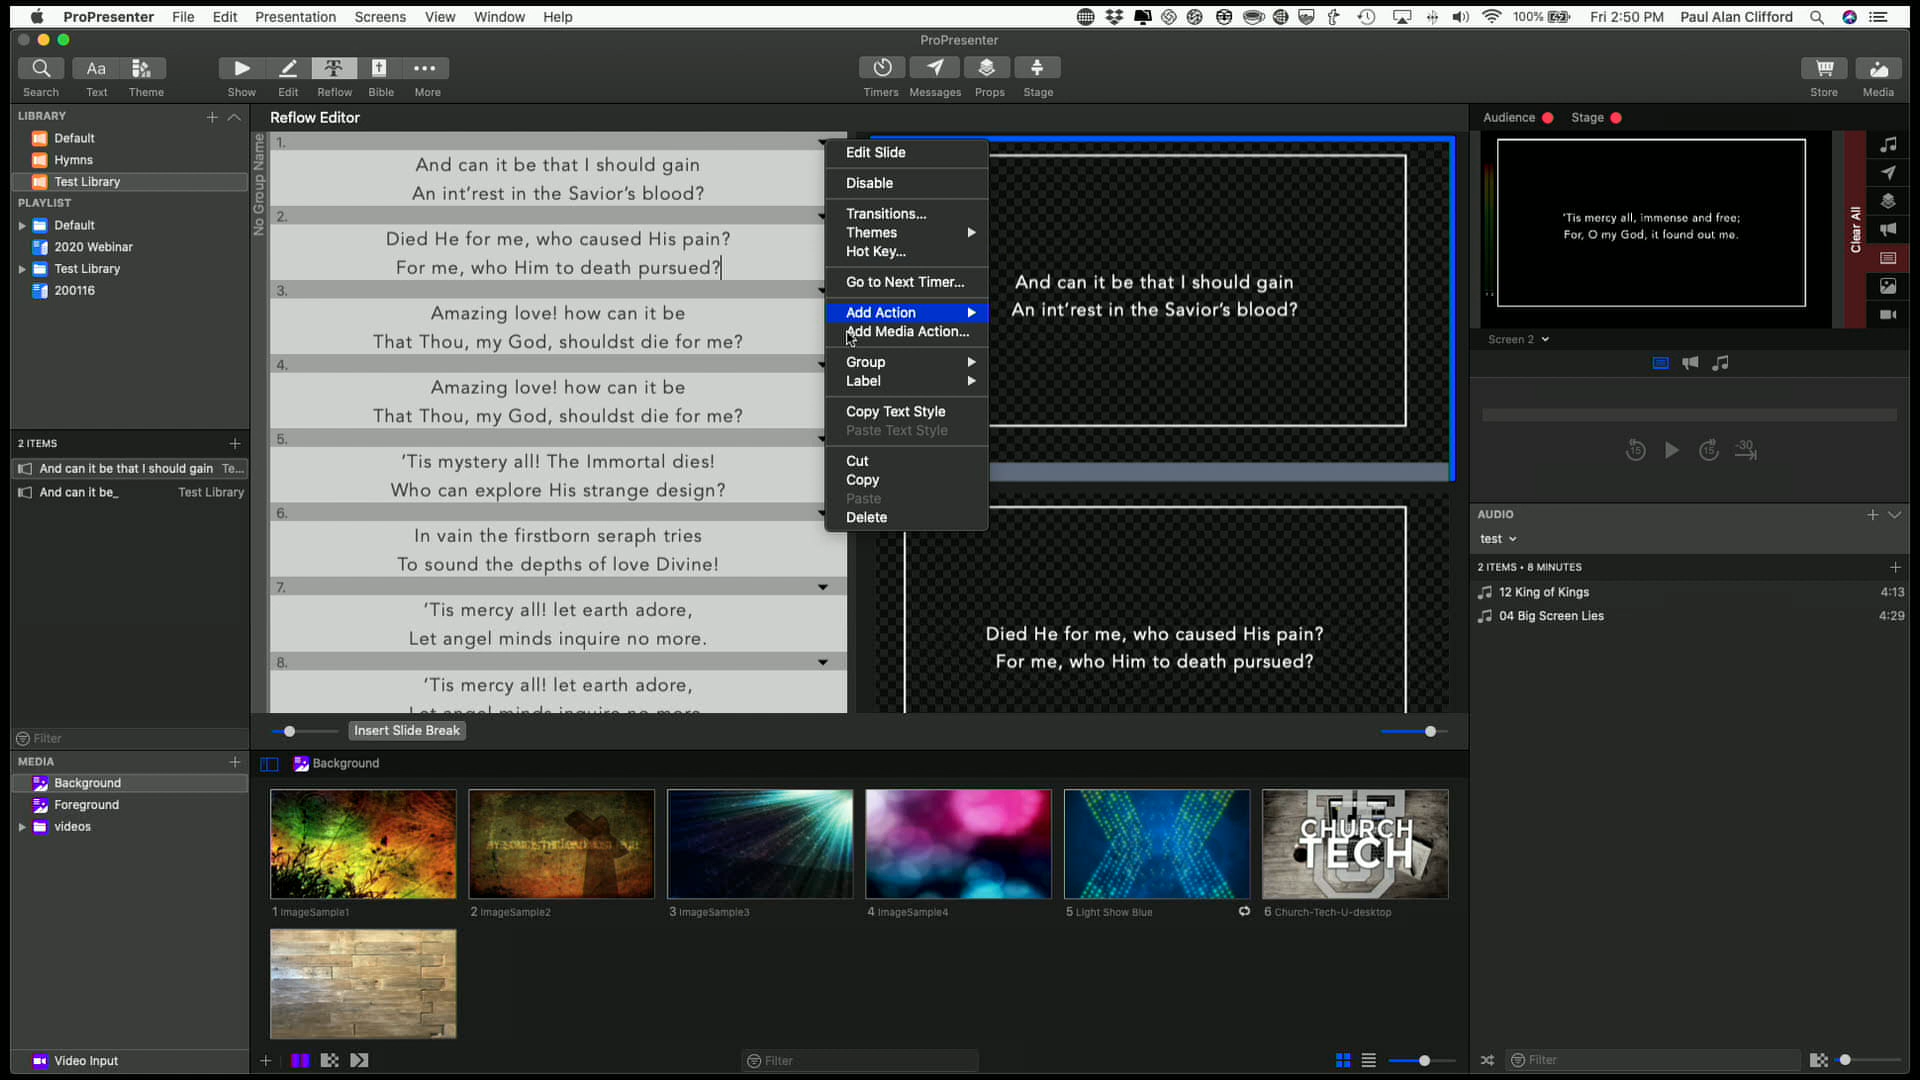 ProPresenter File Edit Presentation Screens View Window Help
100% Fri 2:50 PM Paul Alan Clifford
ProPresenter
Search Text Theme Show Edit Reflow Bible More
Timers Messages Props Stage
Store Media
LIBRARY
Default
Hymns
Test Library
PLAYLIST
Default
2020 Webinar
Test Library
200116
2 ITEMS
And can it be that I should gain Te...
And can it be_ Test Library
Filter
MEDIA
Background
Foreground
videos
Video Input
Reflow Editor
No Group Name
1.
And can it be that I should gain
An int'rest in the Savior's blood?
2.
Died He for me, who caused His pain?
For me, who Him to death pursued?
3.
Amazing love! how can it be
That Thou, my God, shouldst die for me?
4.
Amazing love! how can it be
That Thou, my God, shouldst die for me?
5.
'Tis mystery all! The Immortal dies!
Who can explore His strange design?
6.
In vain the firstborn seraph tries
To sound the depths of love Divine!
7.
'Tis mercy all! let earth adore,
Let angel minds inquire no more.
8.
'Tis mercy all! let earth adore,
Let angel minds inquire no more.
Insert Slide Break
Edit Slide
Disable
Transitions...
Themes
Hot Key...
Go to Next Timer...
Add Action
Add Media Action...
Group
Label
Copy Text Style
Paste Text Style
Cut
Copy
Paste
Delete
And can it be that I should gain
An int'rest in the Savior's blood?
Died He for me, who caused His pain?
For me, who Him to death pursued?
Background
AND
CHURCH
TECH
1 ImageSample1
2 ImageSample2
3 ImageSample3
4 ImageSample4
5 Light Show Blue
6 Church-Tech-U-desktop
Filter
Audience Stage
'Tis mercy all, immense and free;
For, O my God, it found out me.
Clear All
Screen 2
15 15 -30
AUDIO
test
2 ITEMS • 8 MINUTES
12 King of Kings 4:13
04 Big Screen Lies 4:29
Filter